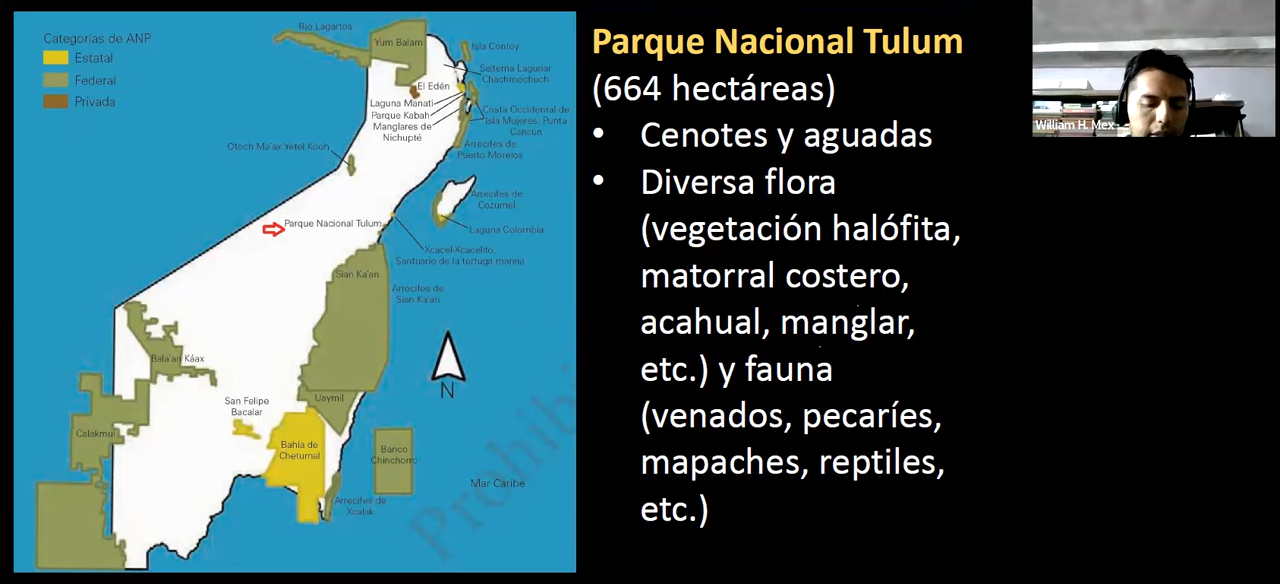 Categorías de ANP
Estatal
Federal
Privada
Río Lagartos
Yum Balam
Isla Contoy
Sistema Lagunar
Chacmochuch
El Edén
Laguna Manatí
Parque Kabah
Manglares de
Nichupté
Costa Occidental de
Isla Mujeres, Punta
Cancún
Arrecifes de
Puerto Morelos
Otoch Ma'ax Yetel Kooh
Arrecifes de
Cozumel
Parque Nacional Tulum
Laguna Colombia
Xcacel-Xcacelito,
Santuario de la tortuga marina
Sian Ka'an
Arrecifes de
Sian Ka'an
N
Bala'an Káax
San Felipe
Bacalar
Uaymil
Calakmul
Bahía de
Chetumal
Banco
Chinchorro
Mar Caribe
Arrecifes de
Xcalak
Prohibi
Parque Nacional Tulum
(664 hectáreas)
• Cenotes y aguadas
• Diversa flora
(vegetación halófita,
matorral costero,
acahual, manglar,
etc.) y fauna
(venados, pecaríes,
mapaches, reptiles,
etc.)
William H. Mex